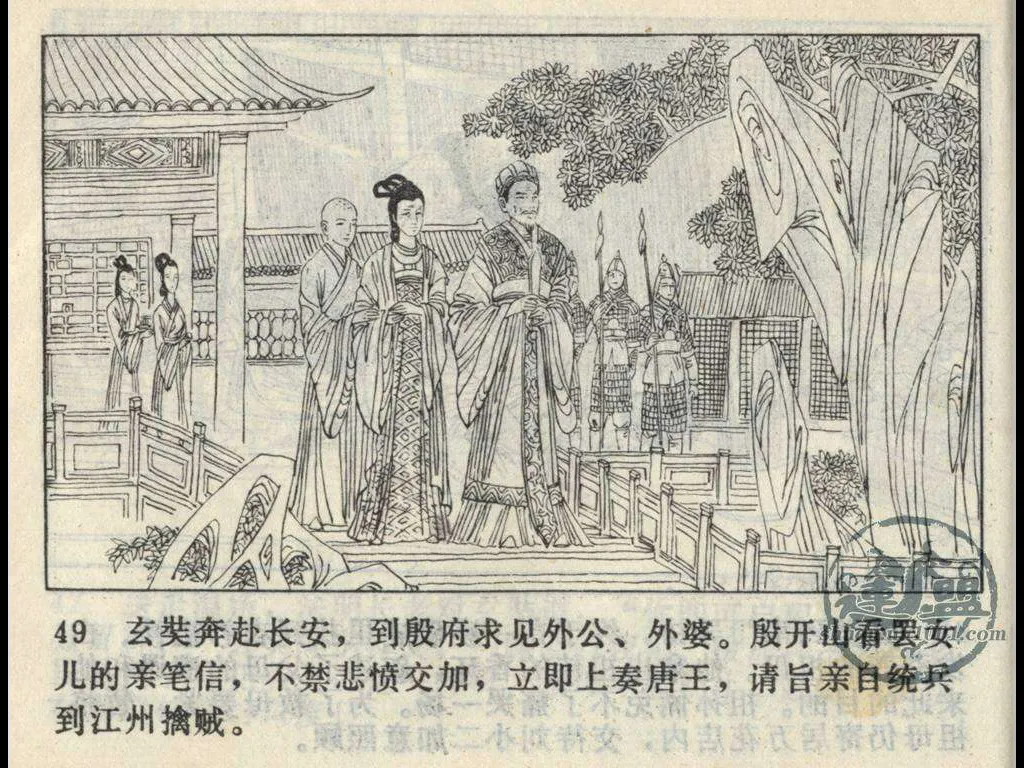 49 玄奘奔赴长安，到殷府求见外公、外婆。殷开山看罢女
儿的亲笔信，不禁悲愤交加，立即上奏唐王，请旨亲自统兵
到江州擒贼。
连盟